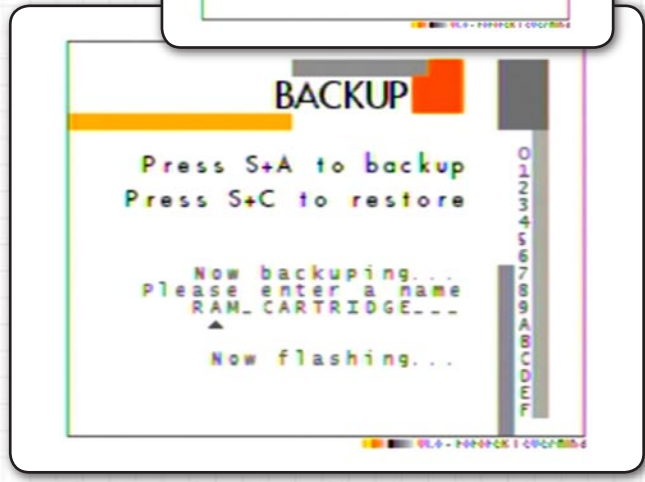 BACKUP
Press S+A to backup
Press S+C to restore
Now backuping...
Please enter a name
RAM_CARTRIDGE___
Now flashing...
0
1
2
3
4
5
6
7
8
9
A
B
C
D
E
F